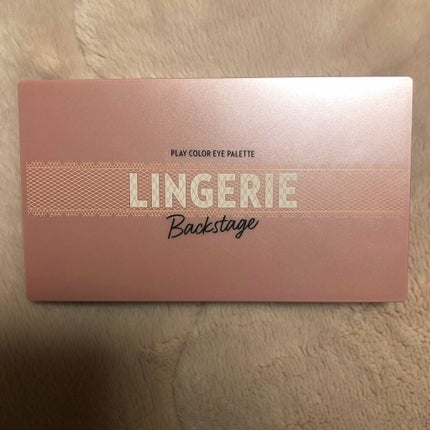 PLAY COLOR EYE PALETTE
LINGERIE
Backstage